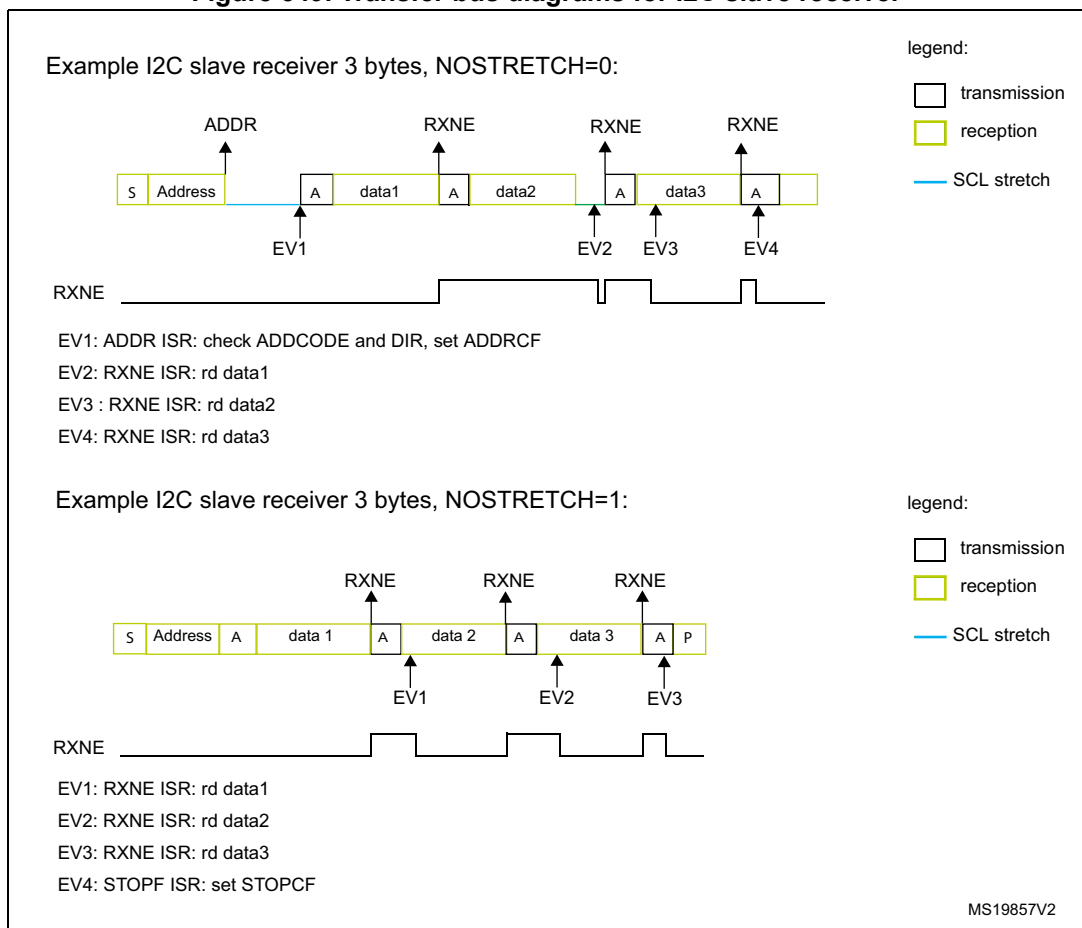 Example I2C slave receiver 3 bytes, NOSTRETCH=0:
legend:
transmission
reception
SCL stretch
ADDR RXNE RXNE RXNE
S Address A data1 A data2 A data3 A
EV1 EV2 EV3 EV4
RXNE
EV1: ADDR ISR: check ADDCODE and DIR, set ADDRCF
EV2: RXNE ISR: rd data1
EV3 : RXNE ISR: rd data2
EV4: RXNE ISR: rd data3
Example I2C slave receiver 3 bytes, NOSTRETCH=1:
legend:
transmission
reception
SCL stretch
RXNE RXNE RXNE
S Address A data 1 A data 2 A data 3 A P
EV1 EV2 EV3
RXNE
EV1: RXNE ISR: rd data1
EV2: RXNE ISR: rd data2
EV3: RXNE ISR: rd data3
EV4: STOPF ISR: set STOPCF
MS19857V2